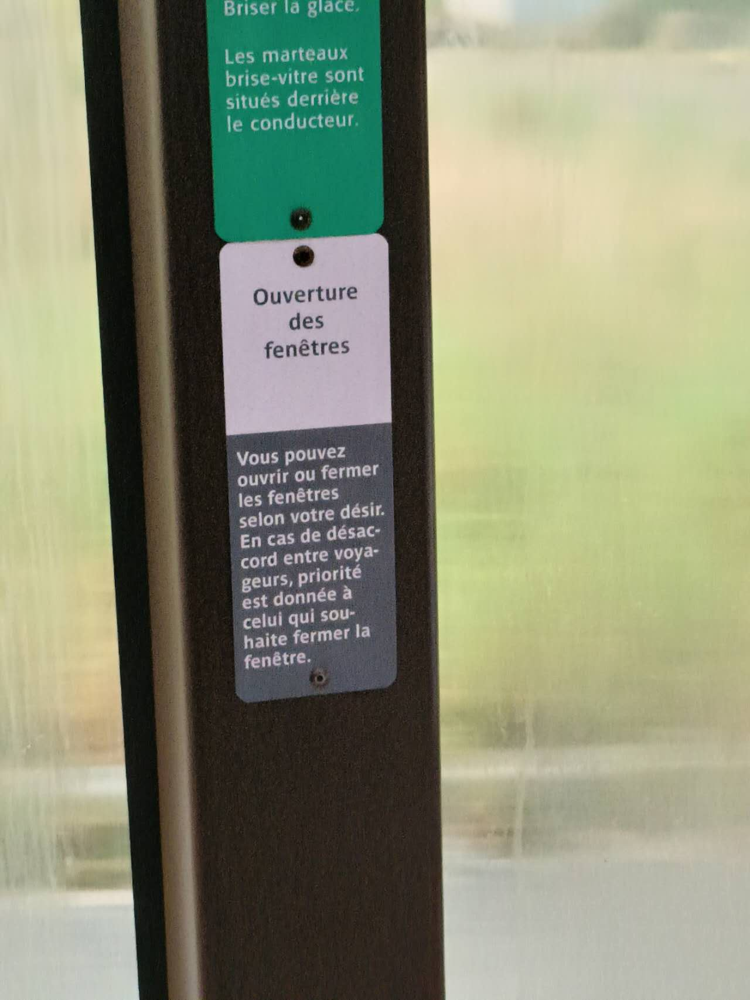 Briser la glace.
Les marteaux
brise-vitre sont
situés derrière
le conducteur.
Ouverture
des
fenêtres
Vous pouvez
ouvrir ou fermer
les fenêtres
selon votre désir.
En cas de désac-
cord entre voya-
geurs, priorité
est donnée à
celui qui sou-
haite fermer la
fenêtre.